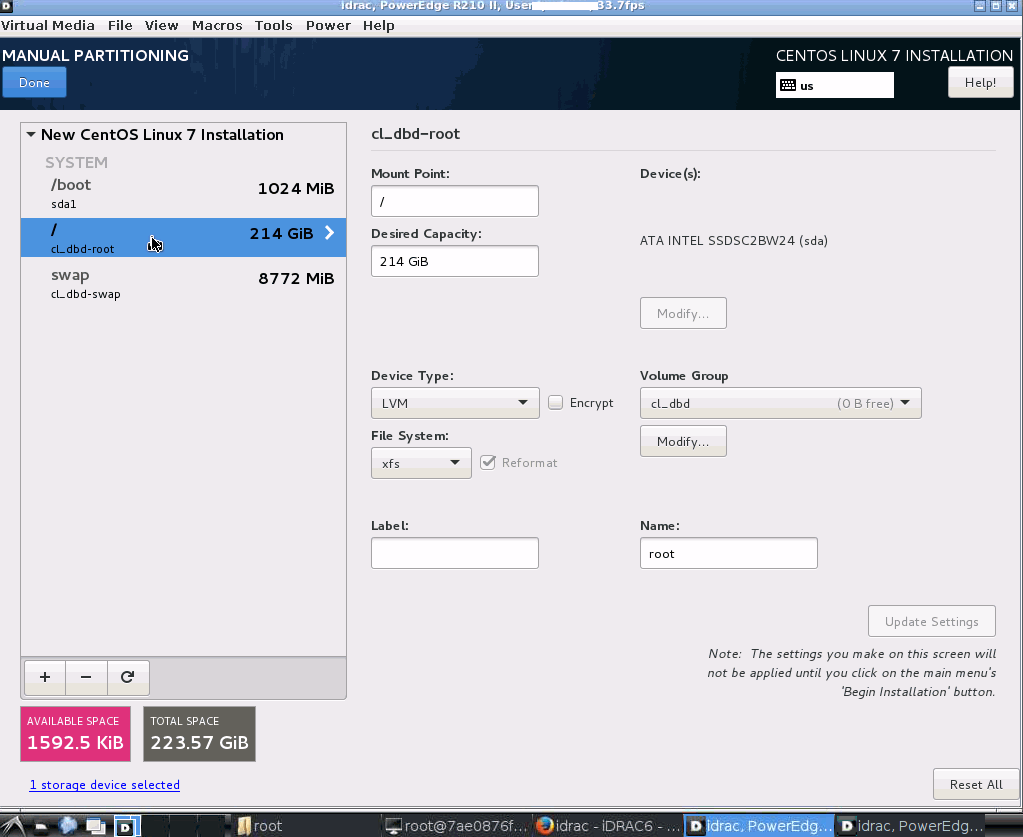 idrac, PowerEdge R210 II, User , 33.7fps
Virtual Media File View Macros Tools Power Help
MANUAL PARTITIONING
CENTOS LINUX 7 INSTALLATION
Done
us
Help!
New CentOS Linux 7 Installation
SYSTEM
/boot
1024 MiB
sda1
/
214 GiB
cl_dbd-root
swap
8772 MiB
cl_dbd-swap
+ −
AVAILABLE SPACE
1592.5 KiB
TOTAL SPACE
223.57 GiB
1 storage device selected
cl_dbd-root
Mount Point:
/
Desired Capacity:
214 GiB
Device(s):
ATA INTEL SSDSC2BW24 (sda)
Modify...
Device Type:
LVM
Encrypt
Volume Group
cl_dbd (0 B free)
Modify...
File System:
xfs
Reformat
Label:
Name:
root
Update Settings
Note: The settings you make on this screen will
not be applied until you click on the main menu's
'Begin Installation' button.
Reset All
root
root@7ae0876f...
idrac - iDRAC6 - ...
idrac, PowerEdg...
idrac, PowerEdg...